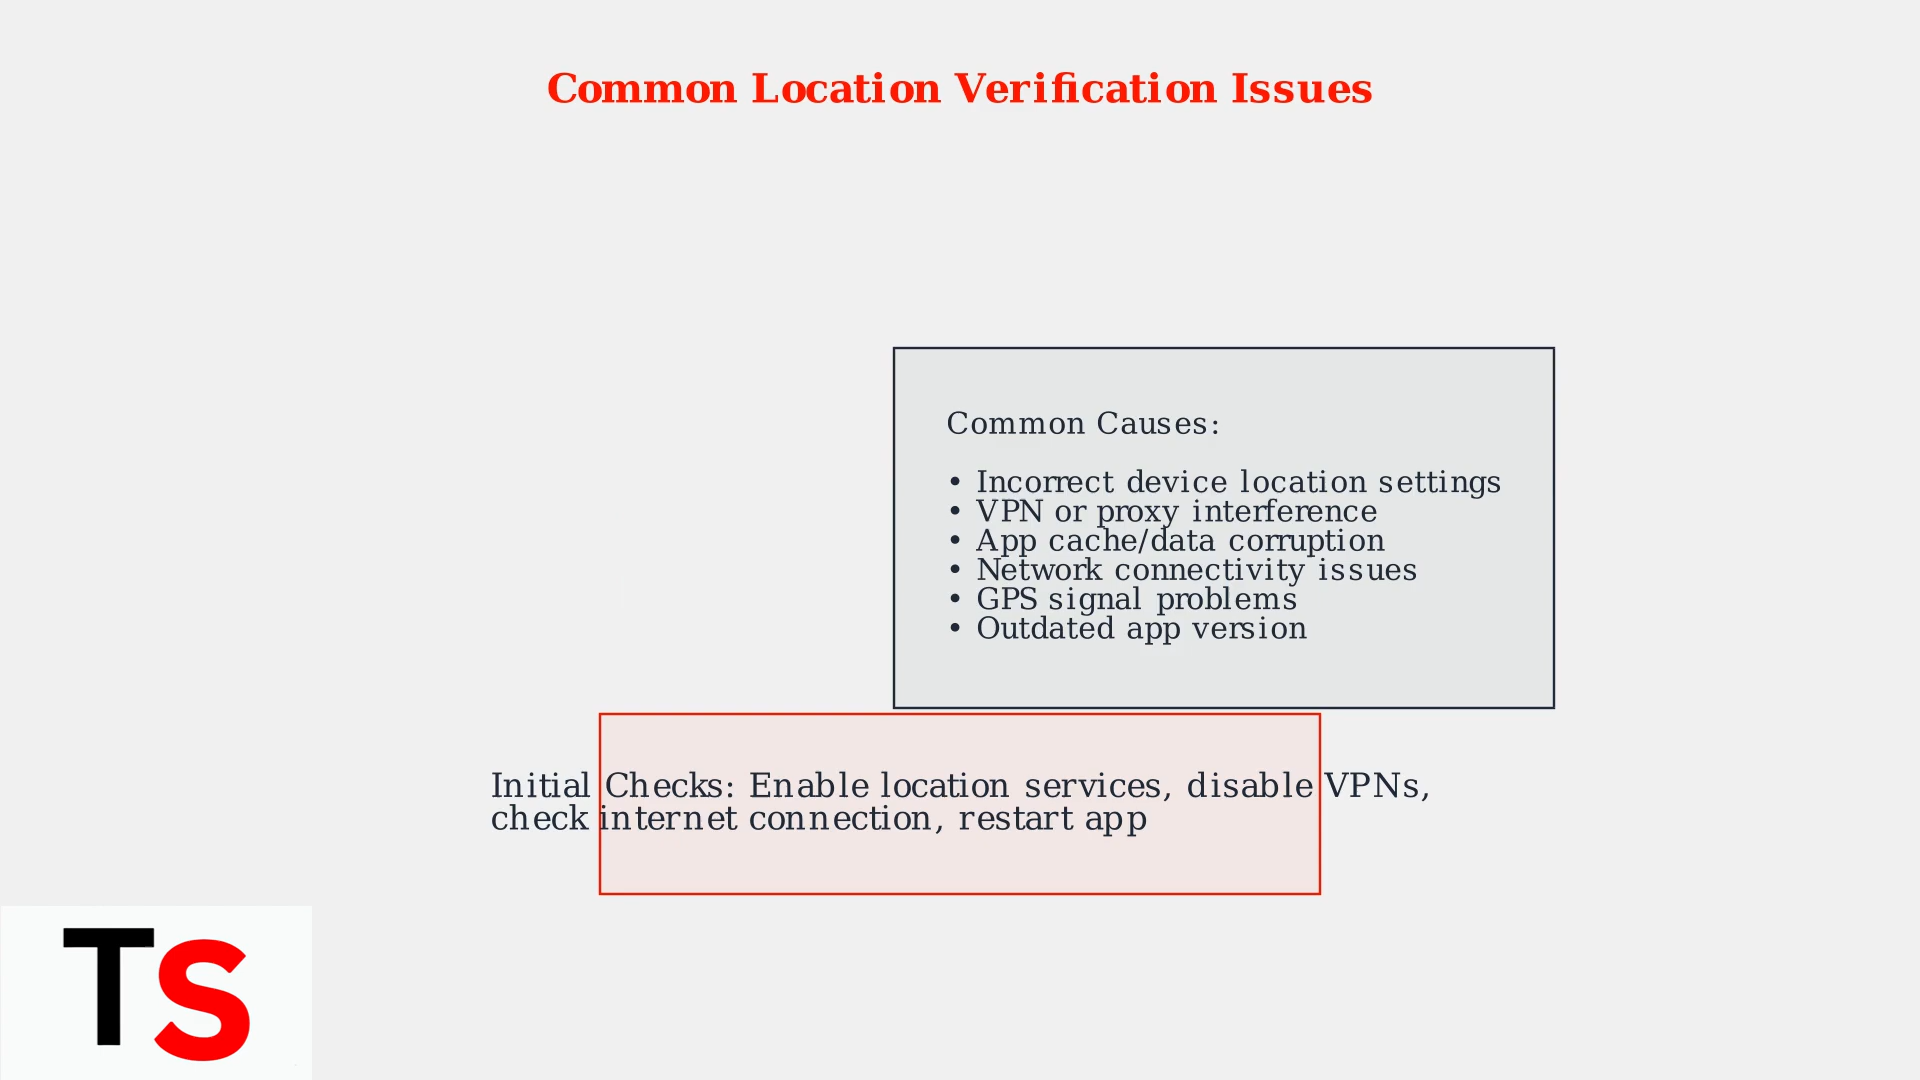 Common Location Verification Issues
Common Causes:
• Incorrect device location settings
• VPN or proxy interference
• App cache/data corruption
• Network connectivity issues
• GPS signal problems
• Outdated app version
Initial Checks: Enable location services, disable VPNs,
check internet connection, restart app
TS